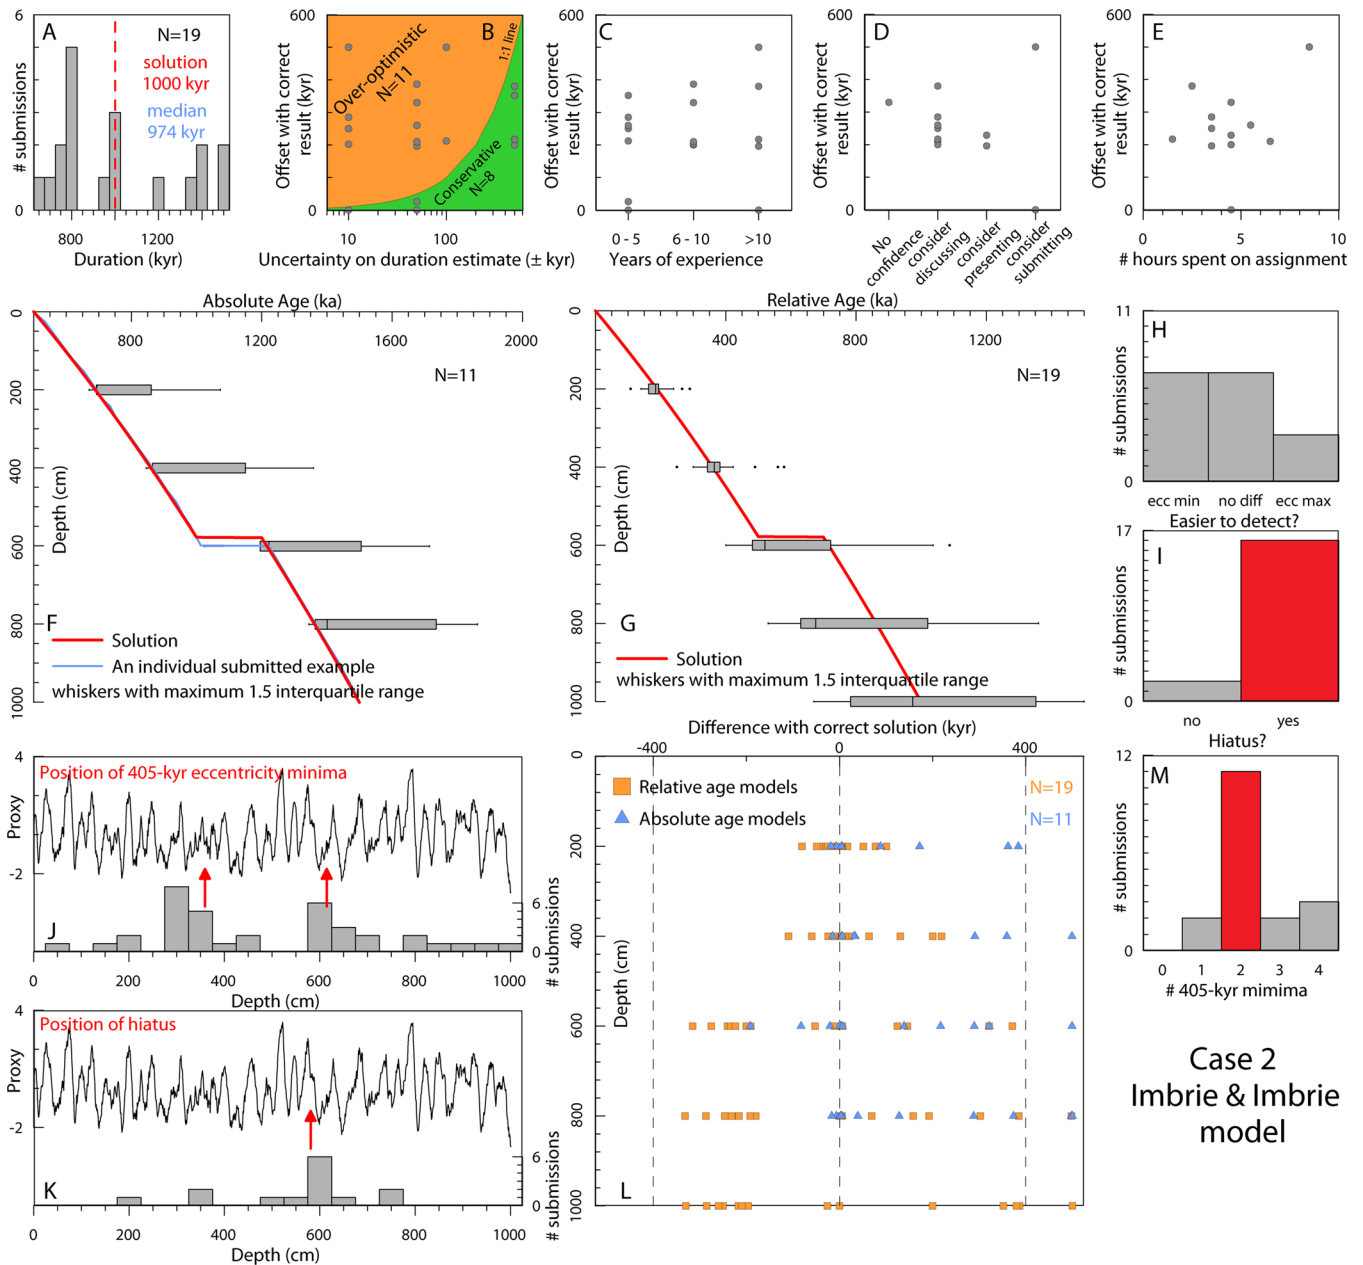 A
N=19
solution
1000 kyr
median
974 kyr
# submissions
0
3
6
800
1200
Duration (kyr)
B
Over-optimistic
N=11
1:1 line
Conservative
N=8
Offset with correct
result (kyr)
0
600
10
100
Uncertainty on duration estimate (± kyr)
C
Offset with correct
result (kyr)
0
600
0 - 5
6 - 10
>10
Years of experience
D
Offset with correct
result (kyr)
0
600
No
confidence
consider
discussing
consider
presenting
consider
submitting
E
Offset with correct
result (kyr)
0
600
0
5
10
# hours spent on assignment
Absolute Age (ka)
800
1200
1600
2000
N=11
Depth (cm)
0
200
400
600
800
1000
F
Solution
An individual submitted example
whiskers with maximum 1.5 interquartile range
Relative Age (ka)
400
800
1200
N=19
Depth (cm)
0
200
400
600
800
1000
G
Solution
whiskers with maximum 1.5 interquartile range
H
# submissions
0
11
ecc min
no diff
ecc max
Easier to detect?
I
# submissions
0
17
no
yes
Hiatus?
Position of 405-kyr eccentricity minima
Proxy
4
-2
J
# submissions
6
0
0
200
400
600
800
1000
Depth (cm)
Position of hiatus
Proxy
4
-2
K
# submissions
6
0
0
200
400
600
800
1000
Depth (cm)
Difference with correct solution (kyr)
-400
0
400
Relative age models
N=19
Absolute age models
N=11
Depth (cm)
0
200
400
600
800
1000
L
M
# submissions
0
12
0
1
2
3
4
# 405-kyr mimima
Case 2
Imbrie & Imbrie
model